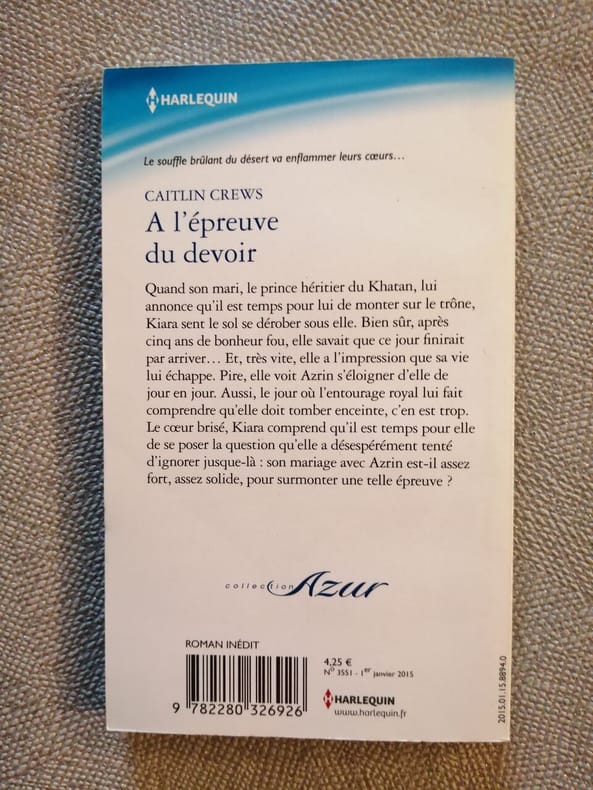 HARLEQUIN
Le souffle brûlant du désert va enflammer leurs cœurs…
CAITLIN CREWS
A l'épreuve
du devoir
Quand son mari, le prince héritier du Khatan, lui
annonce qu'il est temps pour lui de monter sur le trône,
Kiara sent le sol se dérober sous elle. Bien sûr, après
cinq ans de bonheur fou, elle savait que ce jour finirait
par arriver… Et, très vite, elle a l'impression que sa vie
lui échappe. Pire, elle voit Azrin s'éloigner d'elle de
jour en jour. Aussi, le jour où l'entourage royal lui fait
comprendre qu'elle doit tomber enceinte, c'en est trop.
Le cœur brisé, Kiara comprend qu'il est temps pour elle
de se poser la question qu'elle a désespérément tenté
d'ignorer jusque-là : son mariage avec Azrin est-il assez
fort, assez solide, pour surmonter une telle épreuve ?
collection Azur
ROMAN INÉDIT
9 782280 326926
4,25 €
N° 3551 - 1er janvier 2015
HARLEQUIN
www.harlequin.fr
2015.01.15.8894.0